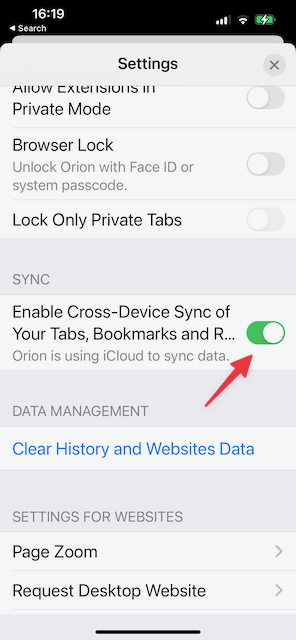 16:19
◀ Search
Settings
Allow Extensions in
Private Mode
Browser Lock
Unlock Orion with Face ID or
system passcode.
Lock Only Private Tabs
SYNC
Enable Cross-Device Sync of
Your Tabs, Bookmarks and R...
Orion is using iCloud to sync data.
DATA MANAGEMENT
Clear History and Websites Data
SETTINGS FOR WEBSITES
Page Zoom
Request Desktop Website